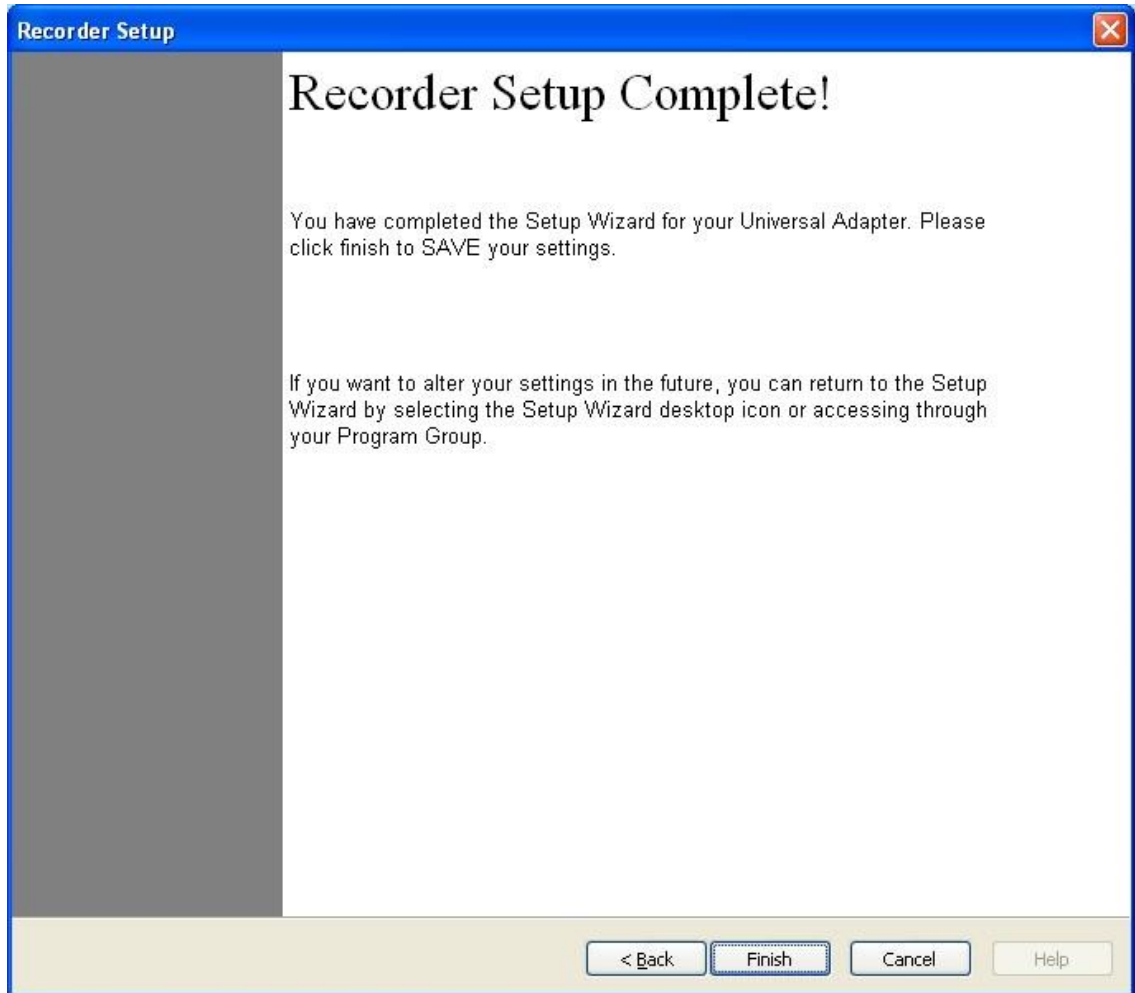 Recorder Setup
Recorder Setup Complete!
You have completed the Setup Wizard for your Universal Adapter. Please
click finish to SAVE your settings.
If you want to alter your settings in the future, you can return to the Setup
Wizard by selecting the Setup Wizard desktop icon or accessing through
your Program Group.
< Back Finish Cancel Help